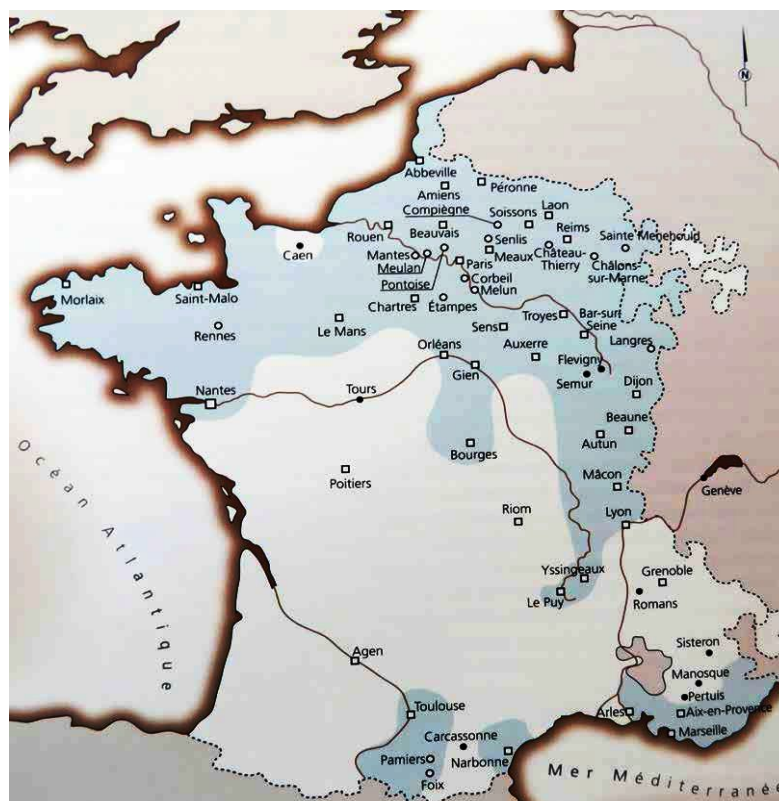 N
Abbeville
Péronne
Amiens
Compiègne
Soissons
Laon
Rouen
Beauvais
Senlis
Reims
Sainte Menehould
Caen
Mantes
Meaux
Meulan
Paris
Château-
Thierry
Châlons-
sur-Marne
Pontoise
Corbeil
Melun
Morlaix
Saint-Malo
Chartres
Étampes
Rennes
Le Mans
Sens
Troyes
Bar-sur
Seine
Orléans
Auxerre
Langres
Gien
Flevigny
Semur
Nantes
Tours
Dijon
Beaune
Autun
Bourges
Poitiers
Mâcon
Genève
Riom
Lyon
Yssingeaux
Grenoble
Le Puy
Romans
Océan Atlantique
Sisteron
Agen
Manosque
Pertuis
Toulouse
Arles
Aix-en-Provence
Carcassonne
Marseille
Pamiers
Narbonne
Foix
Mer Méditerrané